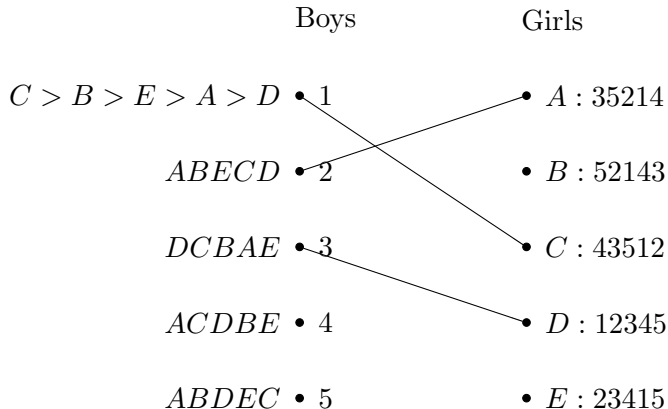 Boys Girls
C > B > E > A > D 1 A : 35214
ABECD 2 B : 52143
DCBAE 3 C : 43512
ACDBE 4 D : 12345
ABDEC 5 E : 23415